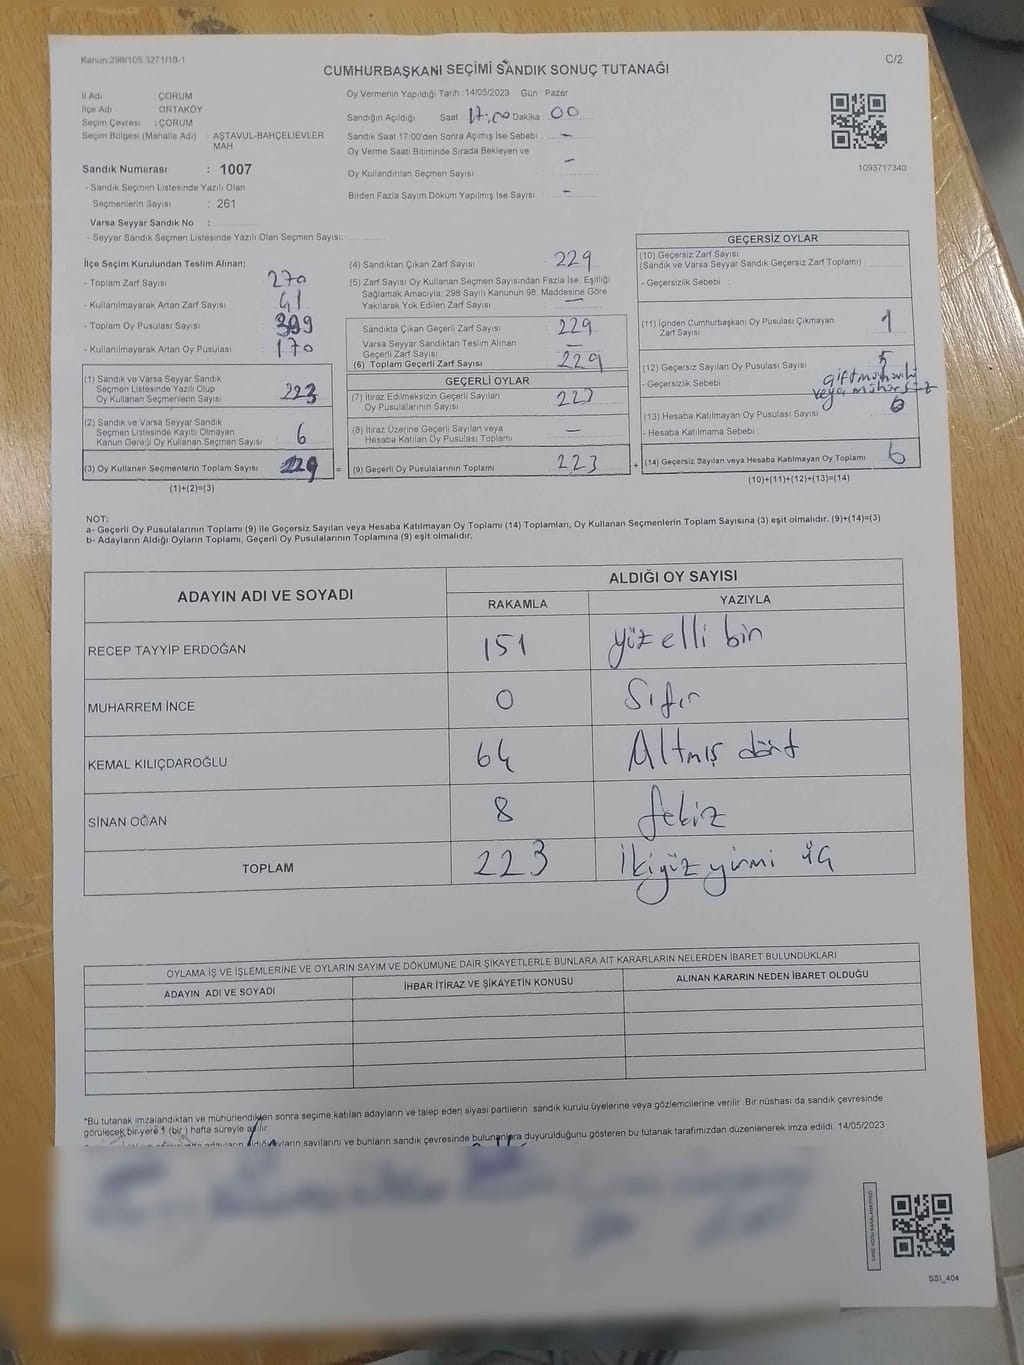 Kanun:298/105 3271/18-1
C/2
CUMHURBAŞKANI SEÇİMİ SANDIK SONUÇ TUTANAĞI
İl Adı ÇORUM
İlçe Adı ORTAKÖY
Seçim Çevresi : ÇORUM
Seçim Bölgesi (Mahalle Adı) : AŞTAVUL-BAHÇELİEVLER MAH
Sandık Numarası : 1007
- Sandık Seçmen Listesinde Yazılı Olan
Seçmenlerin Sayısı : 261
Varsa Seyyar Sandık No :
- Seyyar Sandık Seçmen Listesinde Yazılı Olan Seçmen Sayısı:
Oy Vermenin Yapıldığı Tarih :14/05/2023 Gün : Pazar
Sandığın Açıldığı Saat : 17:00 Dakika : 00
Sandık Saat 17.00'den Sonra Açımış İse Sebebi : —
Oy Verme Saati Bitiminde Sırada Bekleyen ve
Oy Kullandırılan Seçmen Sayısı : —
Birden Fazla Sayım Döküm Yapılmış İse Sayısı : —
1093717340
İlçe Seçim Kurulundan Teslim Alınan;
- Toplam Zarf Sayısı : 270
- Kullanılmayarak Artan Zarf Sayısı : 41
- Toplam Oy Pusulası Sayısı : 399
- Kullanılmayarak Artan Oy Pusulası : 170
(1) Sandık ve Varsa Seyyar Sandık
Seçmen Listesinde Yazılı Olup
Oy Kullanan Seçmenlerin Sayısı : 223
(2) Sandık ve Varsa Seyyar Sandık
Seçmen Listesinde Kayıtlı Olmayan
Kanun Gereği Oy Kullanan Seçmen Sayısı : 6
(3) Oy Kullanan Seçmenlerin Toplam Sayısı : 229 =
(1)+(2)=(3)
(4) Sandıktan Çıkan Zarf Sayısı : 229
(5) Zarf Sayısı Oy Kullanan Seçmen Sayısından Fazla İse, Eşitliği
Sağlamak Amacıyla; 298 Sayılı Kanunun 98. Maddesine Göre
Yakılarak Yok Edilen Zarf Sayısı : —
Sandıkta Çıkan Geçerli Zarf Sayısı : 229
Varsa Seyyar Sandıktan Teslim Alınan
Geçerli Zarf Sayısı : —
(6) Toplam Geçerli Zarf Sayısı : 229
GEÇERLİ OYLAR
(7) İtiraz Edilmeksizin Geçerli Sayılan
Oy Pusulalarının Sayısı : 223
(8) İtiraz Üzerine Geçerli Sayılan veya
Hesaba Katılan Oy Pusulası Toplamı : —
(9) Geçerli Oy Pusulalarının Toplamı : 223 +
GEÇERSİZ OYLAR
(10) Geçersiz Zarf Sayısı
(Sandık ve Varsa Seyyar Sandık Geçersiz Zarf Toplamı)
- Geçersizlik Sebebi :
(11) İçinden Cumhurbaşkanı Oy Pusulası Çıkmayan
Zarf Sayısı : 1
(12) Geçersiz Sayılan Oy Pusulası Sayısı : 5
- Geçersizlik Sebebi : çift mühürlü
veya mühürsüz
(13) Hesaba Katılmayan Oy Pusulası Sayısı : 6
- Hesaba Katılmama Sebebi :
(14) Geçersiz Sayılan veya Hesaba Katılmayan Oy Toplamı : 6
(10)+(11)+(12)+(13)=(14)
NOT:
a- Geçerli Oy Pusulalarının Toplamı (9) ile Geçersiz Sayılan veya Hesaba Katılmayan Oy Toplamı (14) Toplamları, Oy Kullanan Seçmenlerin Toplam Sayısına (3) eşit olmalıdır. (9)+(14)=(3)
b- Adayların Aldığı Oyların Toplamı, Geçerli Oy Pusulalarının Toplamına (9) eşit olmalıdır.
ADAYIN ADI VE SOYADI
ALDIĞI OY SAYISI
RAKAMLA YAZIYLA
RECEP TAYYİP ERDOĞAN 151 yüz elli bin
MUHARREM İNCE 0 Sıfır
KEMAL KILIÇDAROĞLU 64 Altmış dört
SİNAN OĞAN 8 sekiz
TOPLAM 223 İkiyüz yirmi üç
OYLAMA İŞ VE İŞLEMLERİNE VE OYLARIN SAYIM VE DÖKÜMÜNE DAİR ŞİKAYETLERLE BUNLARA AİT KARARLARIN NELERDEN İBARET BULUNDUKLARI
ADAYIN ADI VE SOYADI İHBAR İTİRAZ VE ŞİKAYETİN KONUSU ALINAN KARARIN NEDEN İBARET OLDUĞU
*Bu tutanak imzalandıktan ve mühürlendikten sonra seçime katılan adayların ve talep eden siyasi partilerin sandık kurulu üyelerine veya gözlemcilerine verilir. Bir nüshası da sandık çevresinde
görülecek bir yere 1 (bir ) hafta süreyle asılır.
adayların aldığı oyların sayılarını ve bunların sandık çevresinde bulunanlara duyurulduğunu gösteren bu tutanak tarafımızdan düzenlenerek imza edildi. 14/05/2023
SSI_404